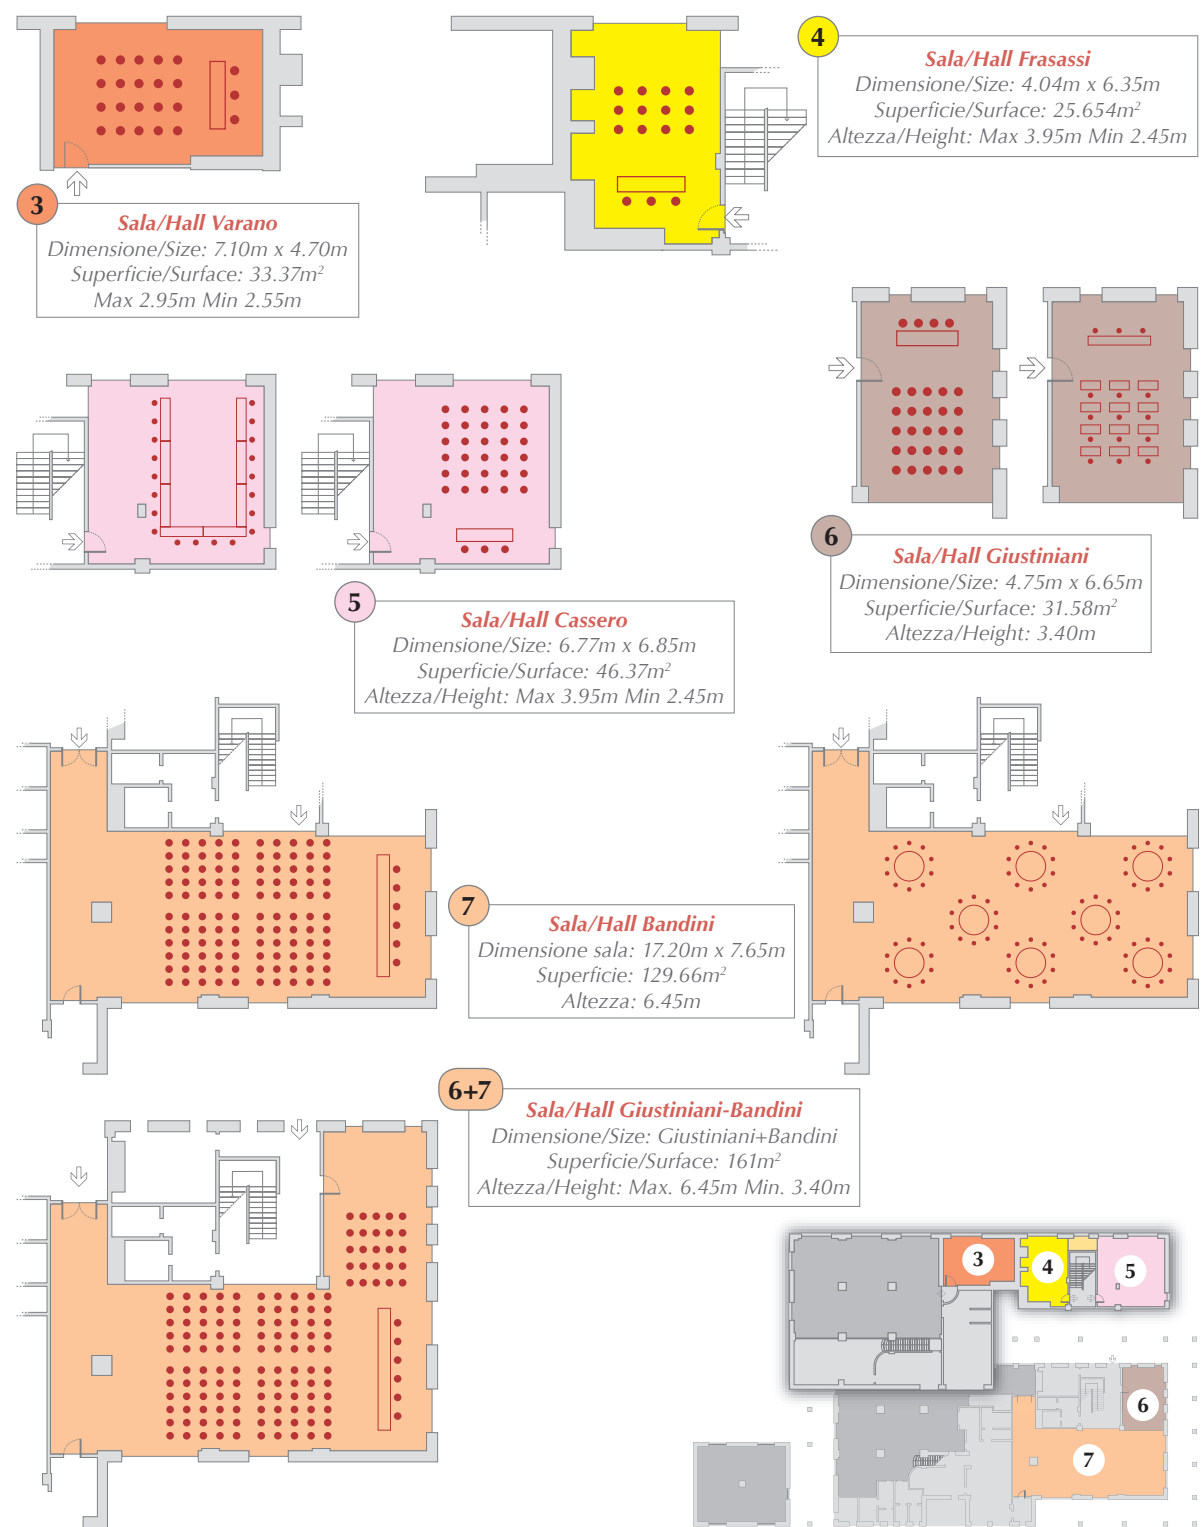 3
Sala/Hall Varano
Dimensione/Size: 7.10m x 4.70m
Superficie/Surface: 33.37m²
Max 2.95m Min 2.55m
4
Sala/Hall Frasassi
Dimensione/Size: 4.04m x 6.35m
Superficie/Surface: 25.654m²
Altezza/Height: Max 3.95m Min 2.45m
5
Sala/Hall Cassero
Dimensione/Size: 6.77m x 6.85m
Superficie/Surface: 46.37m²
Altezza/Height: Max 3.95m Min 2.45m
6
Sala/Hall Giustiniani
Dimensione/Size: 4.75m x 6.65m
Superficie/Surface: 31.58m²
Altezza/Height: 3.40m
7
Sala/Hall Bandini
Dimensione sala: 17.20m x 7.65m
Superficie: 129.66m²
Altezza: 6.45m
6+7
Sala/Hall Giustiniani-Bandini
Dimensione/Size: Giustiniani+Bandini
Superficie/Surface: 161m²
Altezza/Height: Max. 6.45m Min. 3.40m
3
4
5
6
7